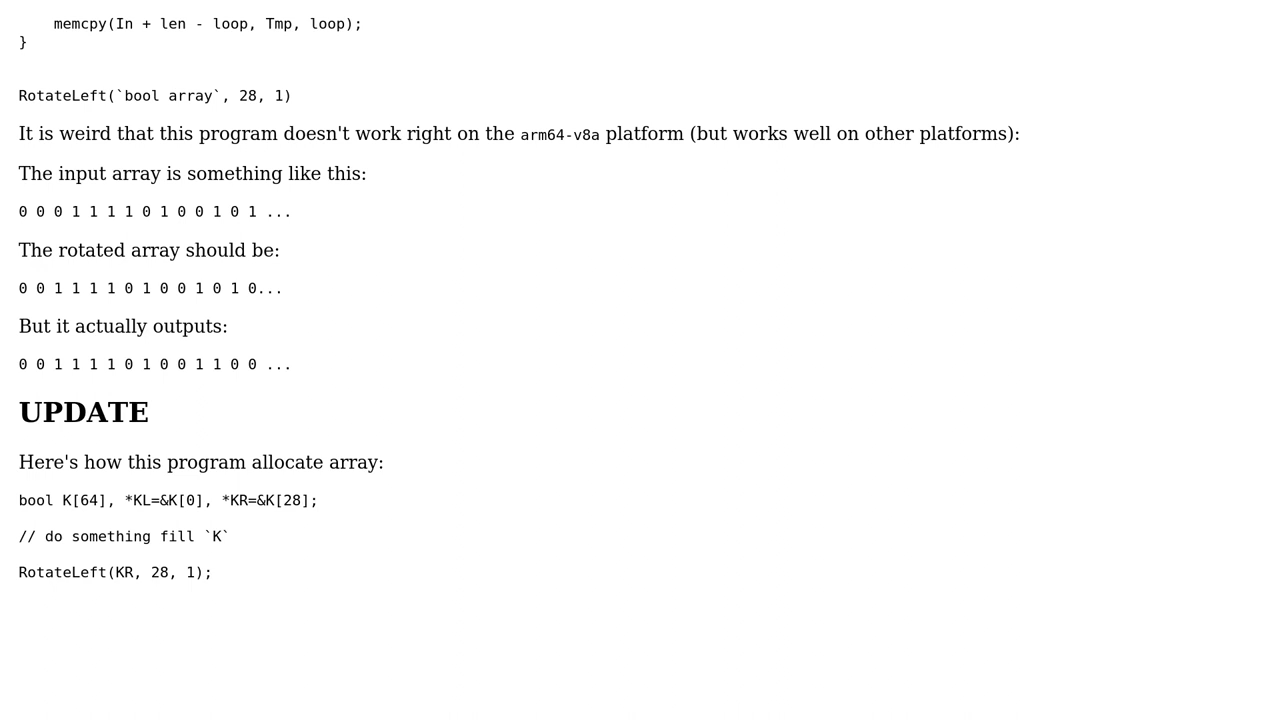 memcpy(In + len - loop, Tmp, loop);
}
RotateLeft(`bool array`, 28, 1)
It is weird that this program doesn't work right on the arm64-v8a platform (but works well on other platforms):
The input array is something like this:
0 0 0 1 1 1 1 0 1 0 0 1 0 1 ...
The rotated array should be:
0 0 1 1 1 1 0 1 0 0 1 0 1 0...
But it actually outputs:
0 0 1 1 1 1 0 1 0 0 1 1 0 0 ...
UPDATE
Here's how this program allocate array:
bool K[64], *KL=&K[0], *KR=&K[28];
// do something fill `K`
RotateLeft(KR, 28, 1);